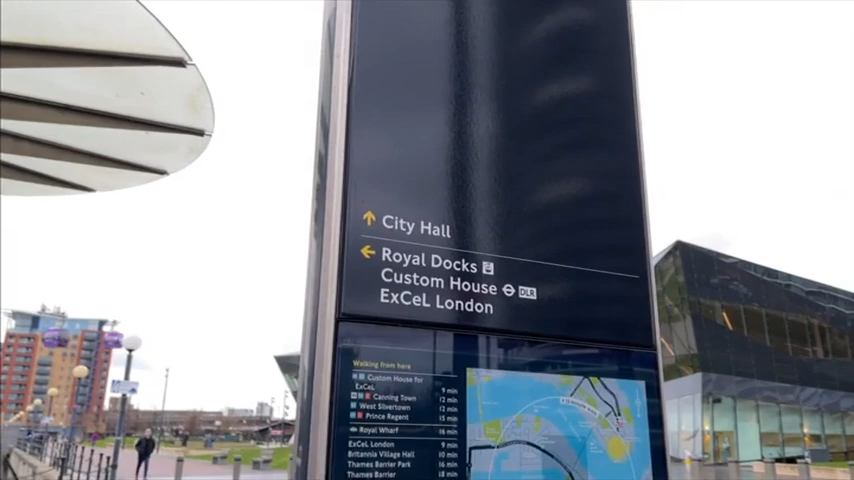 City Hall
Royal Docks
Custom House DLR
ExCeL London
Walking from here
Custom House for
ExCeL 9 min
Canning Town 12 min
West Silvertown 12 min
Prince Regent 12 min
Royal Wharf 16 min
ExCeL London 9 min
Britannia Village Hall 10 min
Thames Barrier Park 16 min
Thames Barrier 18 min